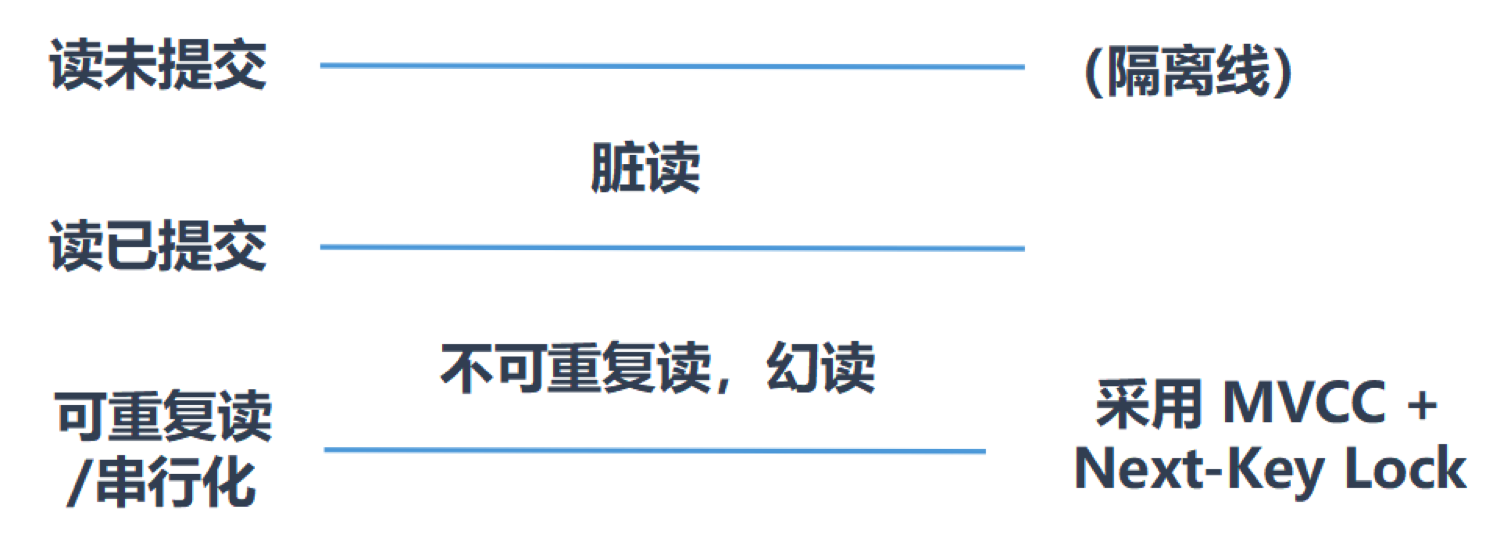 读未提交
(隔离线)
脏读
读已提交
不可重复读，幻读
可重复读
/串行化
采用 MVCC +
Next-Key Lock